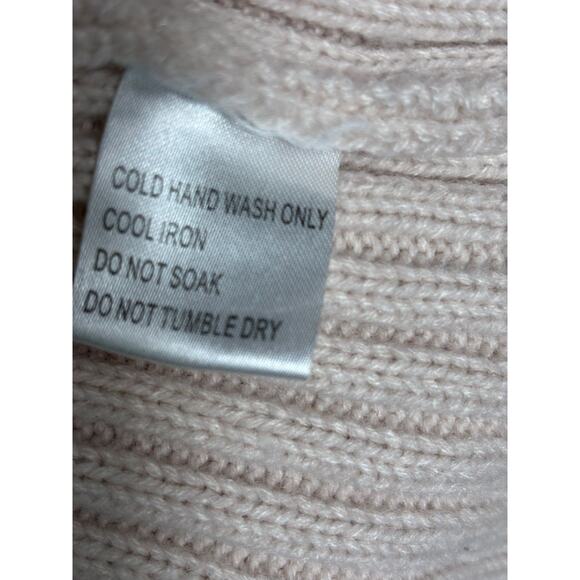 COLD HAND WASH ONLY
COOL IRON
DO NOT SOAK
DO NOT TUMBLE DRY